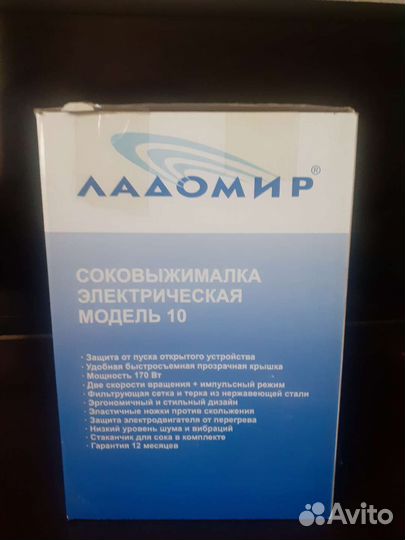 ЛАДОМИР®
СОКОВЫЖИМАЛКА
ЭЛЕКТРИЧЕСКАЯ
МОДЕЛЬ 10
· Защита от пуска открытого устройства
· Удобная быстросъемная прозрачная крышка
· Мощность 170 Вт
· Две скорости вращения + импульсный режим
· Фильтрующая сетка и терка из нержавеющей стали
· Эргономичный и стильный дизайн
· Эластичные ножки против скольжения
· Защита электродвигателя от перегрева
· Низкий уровень шума и вибраций
· Стаканчик для сока в комплекте
· Гарантия 12 месяцев
Avito